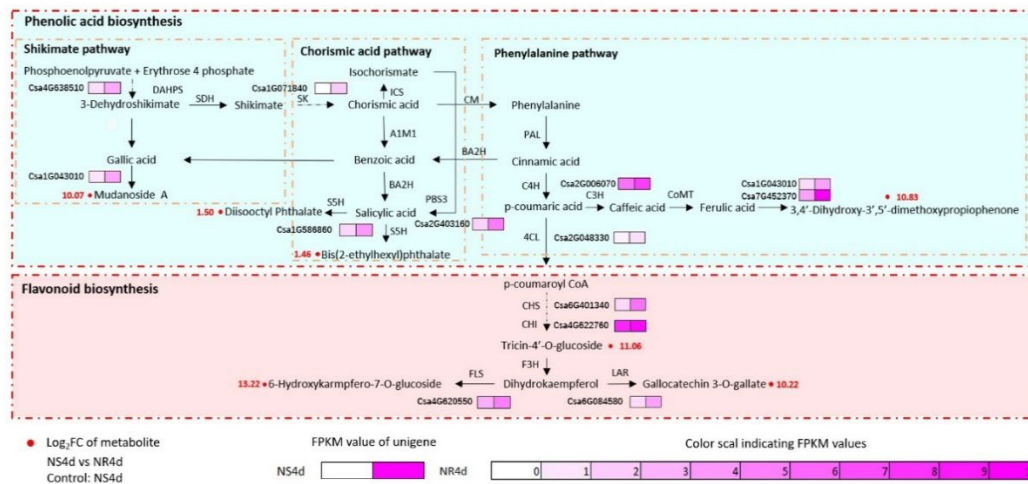 Phenolic acid biosynthesis
Shikimate pathway
Phosphoenolpyruvate + Erythrose 4 phosphate
Csa4G638510
DAHPS
3-Dehydroshikimate
SDH
Shikimate
SK
Csa1G071840
Gallic acid
Csa1G043010
10.07
Mudanoside A
Chorismic acid pathway
Isochorismate
ICS
Chorismic acid
CM
A1M1
Benzoic acid
BA2H
BA2H
PBS3
S5H
1.50
Diisooctyl Phthalate
Salicylic acid
Csa1G586860
S5H
Csa2G403160
1.46
Bis(2-ethylhexyl)phthalate
Phenylalanine pathway
Phenylalanine
PAL
Cinnamic acid
C4H
Csa2G006070
p-coumaric acid
C3H
Caffeic acid
CoMT
Ferulic acid
Csa1G043010
Csa7G452370
10.83
3,4′-Dihydroxy-3′,5′-dimethoxypropiophenone
4CL
Csa2G048330
Flavonoid biosynthesis
p-coumaroyl CoA
CHS
Csa6G401340
CHI
Csa4G622760
Tricin-4′-O-glucoside
11.06
F3H
13.22
6-Hydroxykarmpfero-7-O-glucoside
FLS
Dihydrokaempferol
LAR
Gallocatechin 3-O-gallate
10.22
Csa4G620550
Csa6G084580
Log2FC of metabolite
NS4d vs NR4d
Control: NS4d
FPKM value of unigene
NS4d
NR4d
Color scal indicating FPKM values
0 1 2 3 4 5 6 7 8 9